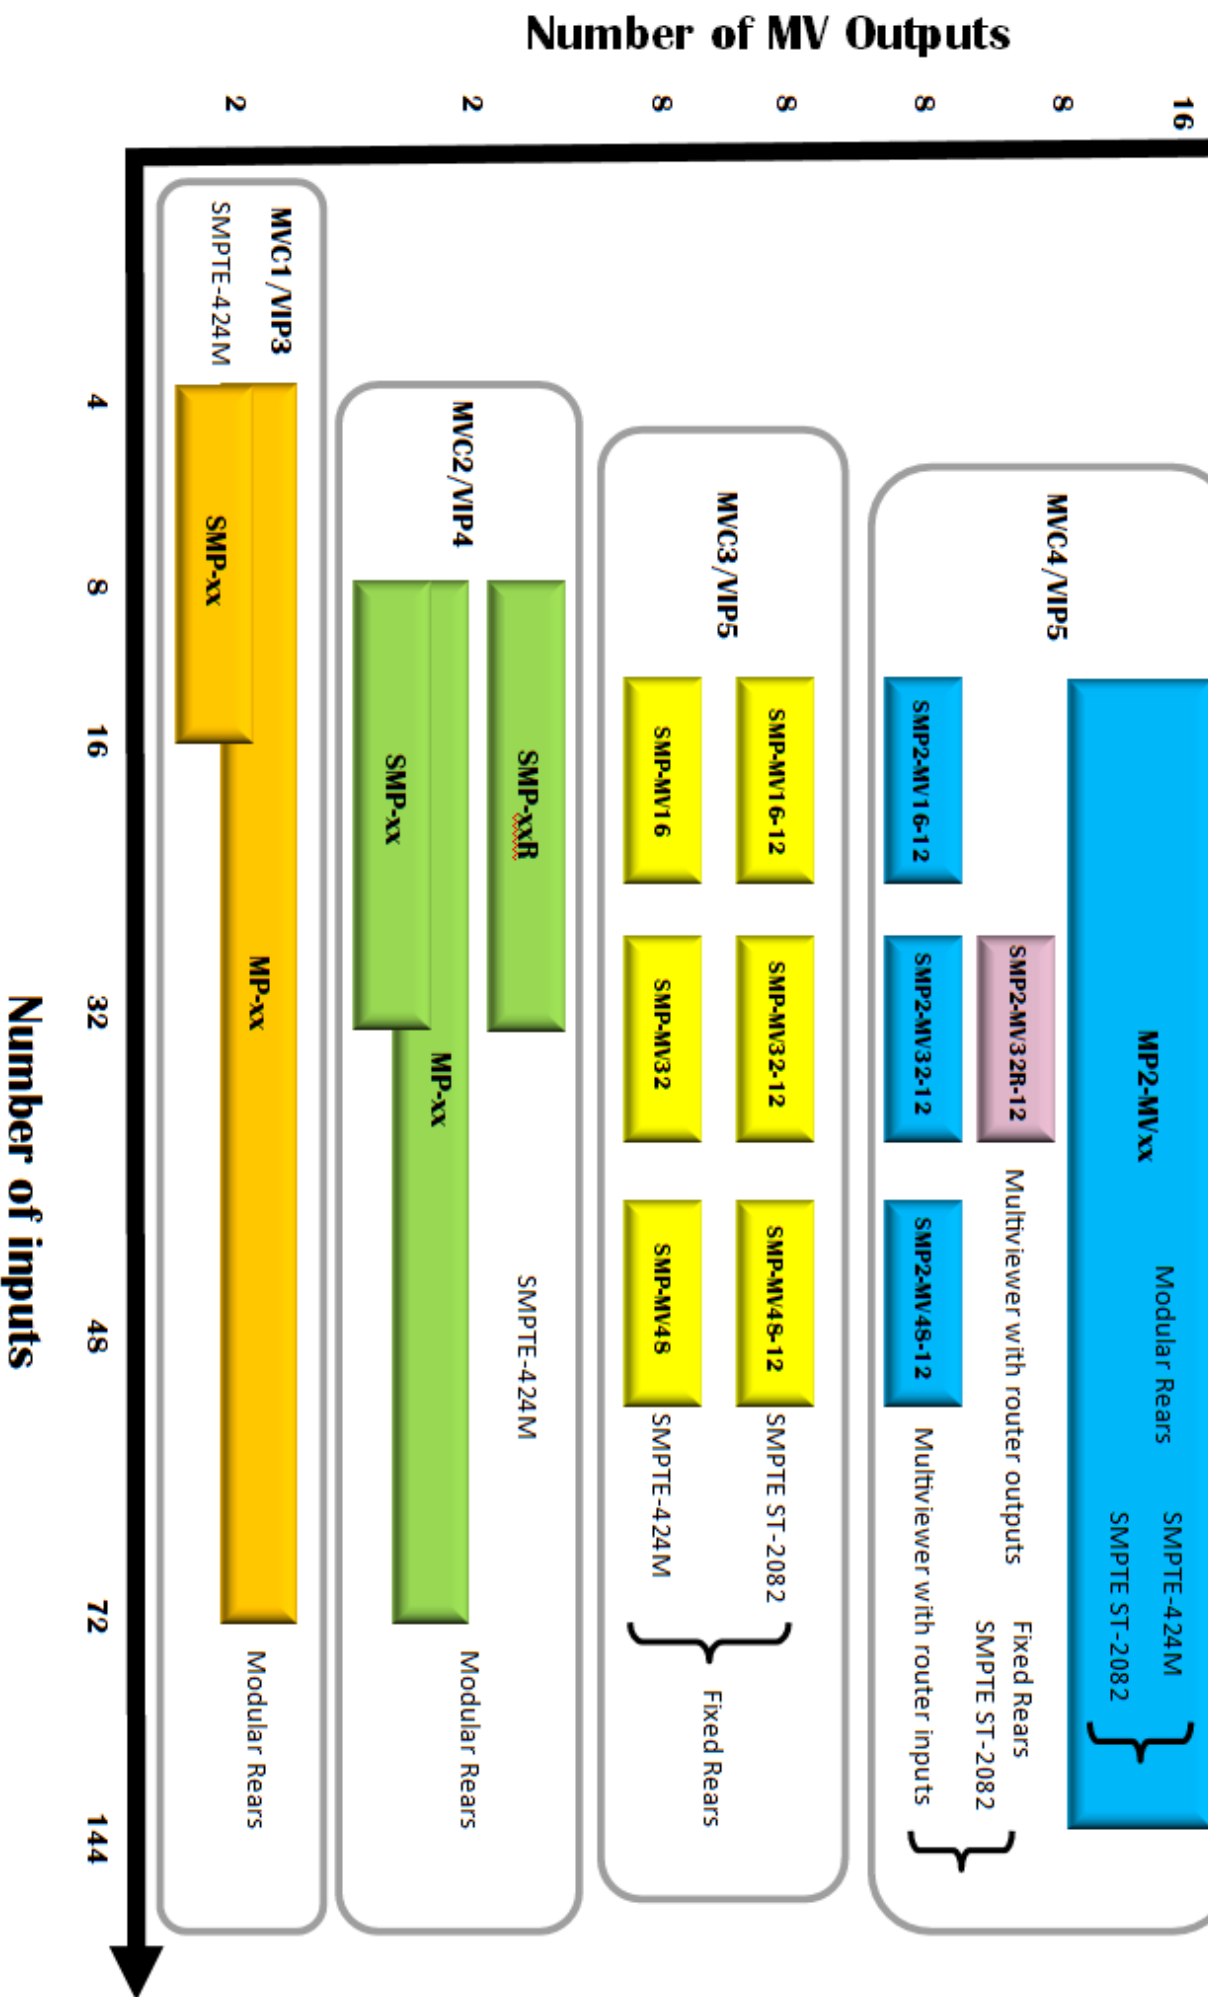 Number of MV Outputs
16
8
8
8
2
2
MVC4/VIP5
MP2-MVxx
Modular Rears
SMPTE-424M
SMPTE ST-2082
SMP2-MV32R-12
Multiviewer with router outputs
Fixed Rears
SMPTE ST-2082
SMP2-MV16-12
SMP2-MV32-12
SMP2-MV48-12
Multiviewer with router inputs
8
MVC3/VIP5
SMP-MV16-12
SMP-MV32-12
SMP-MV48-12
SMPTE ST-2082
SMP-MV16
SMP-MV32
SMP-MV48
SMPTE-424M
Fixed Rears
MVC2/VIP4
SMP-xxR
SMPTE-424M
SMP-xx
MP-xx
Modular Rears
MVC1/VIP3
SMPTE-424M
SMP-xx
MP-xx
Modular Rears
4
8
16
32
48
72
144
Number of inputs